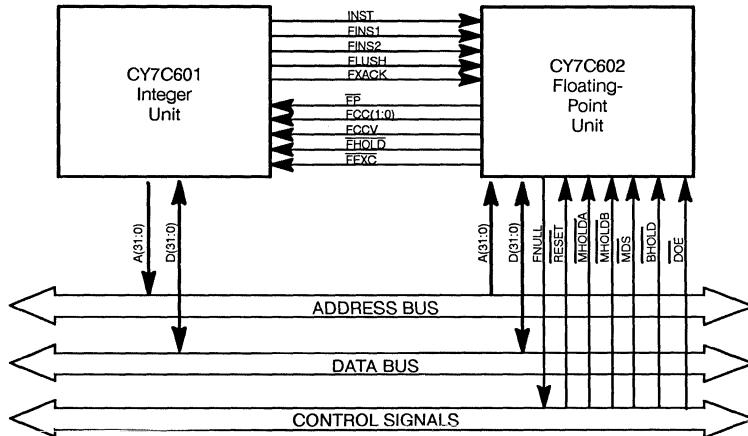 CY7C601
Integer
Unit
INST
FINS1
FINS2
FLUSH
FXACK
FP
FCC(1:0)
FCCV
FHOLD
FEXC
CY7C602
Floating-
Point
Unit
A(31:0)
D(31:0)
A(31:0)
D(31:0)
FNULL
RESET
MHOLDA
MHOLDB
MDS
BHOLD
DOE
ADDRESS BUS
DATA BUS
CONTROL SIGNALS